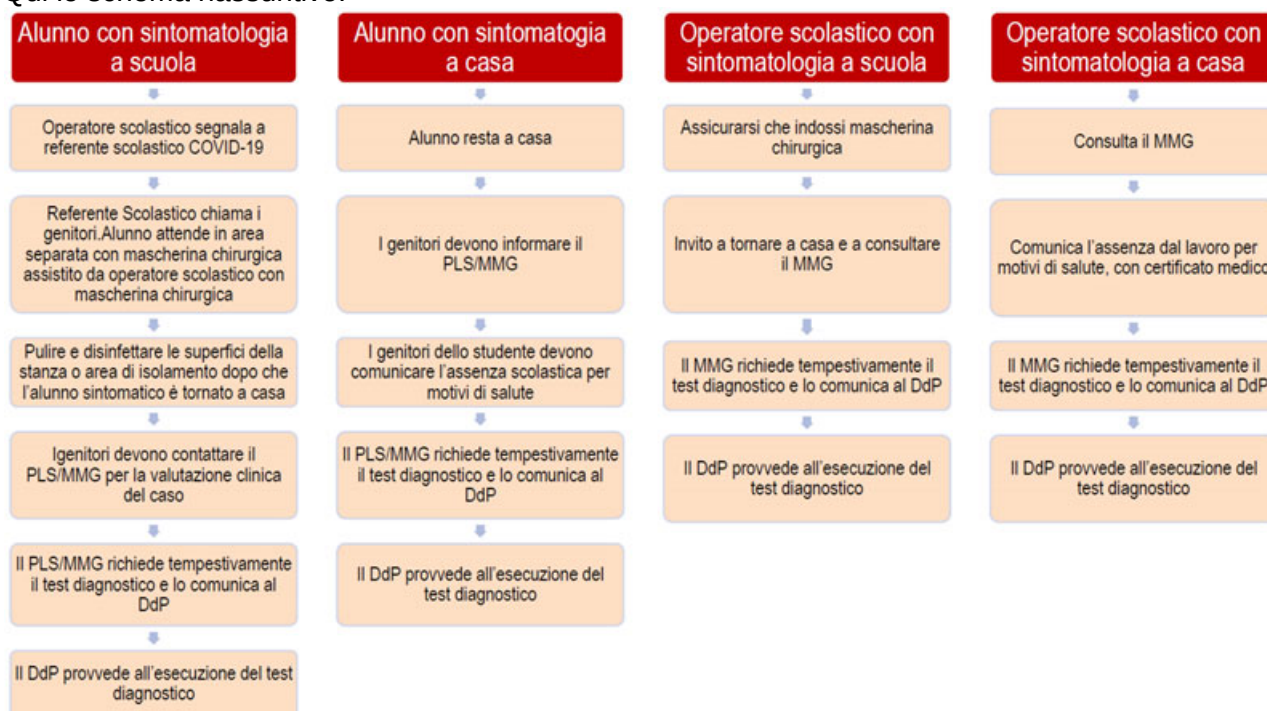 Qui lo schema riassuntivo:
Alunno con sintomatologia
a scuola
Operatore scolastico segnala a
referente scolastico COVID-19
Referente Scolastico chiama i
genitori.Alunno attende in area
separata con mascherina chirurgica
assistito da operatore scolastico con
mascherina chirurgica
Pulire e disinfettare le superfici della
stanza o area di isolamento dopo che
l'alunno sintomatico è tornato a casa
Igenitori devono contattare il
PLS/MMG per la valutazione clinica
del caso
Il PLS/MMG richiede tempestivamente
il test diagnostico e lo comunica al
DdP
Il DdP provvede all'esecuzione del test
diagnostico
Alunno con sintomatogia
a casa
Alunno resta a casa
I genitori devono informare il
PLS/MMG
I genitori dello studente devono
comunicare l'assenza scolastica per
motivi di salute
Il PLS/MMG richiede tempestivamente
il test diagnostico e lo comunica al
DdP
Il DdP provvede all'esecuzione del
test diagnostico
Operatore scolastico con
sintomatologia a scuola
Assicurarsi che indossi mascherina
chirurgica
Invito a tornare a casa e a consultare
il MMG
Il MMG richiede tempestivamente il
test diagnostico e lo comunica al DdP
Il DdP provvede all'esecuzione del
test diagnostico
Operatore scolastico con
sintomatologia a casa
Consulta il MMG
Comunica l'assenza dal lavoro per
motivi di salute, con certificato medico
Il MMG richiede tempestivamente il
test diagnostico e lo comunica al DdP
Il DdP provvede all'esecuzione del
test diagnostico